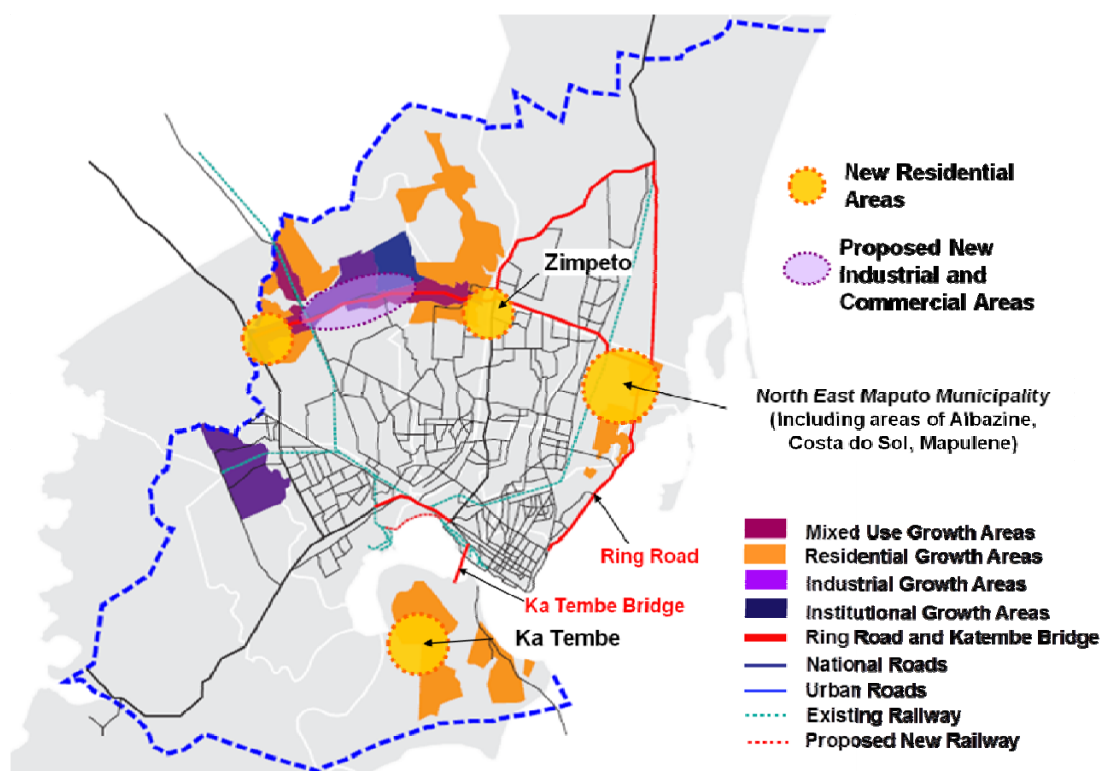 New Residential
Areas
Proposed New
Industrial and
Commercial Areas
Zimpeto
North East Maputo Municipality
(Including areas of Albazine,
Costa do Sol, Mapulene)
Ring Road
Ka Tembe Bridge
Ka Tembe
Mixed Use Growth Areas
Residential Growth Areas
Industrial Growth Areas
Institutional Growth Areas
Ring Road and Katembe Bridge
National Roads
Urban Roads
Existing Railway
Proposed New Railway